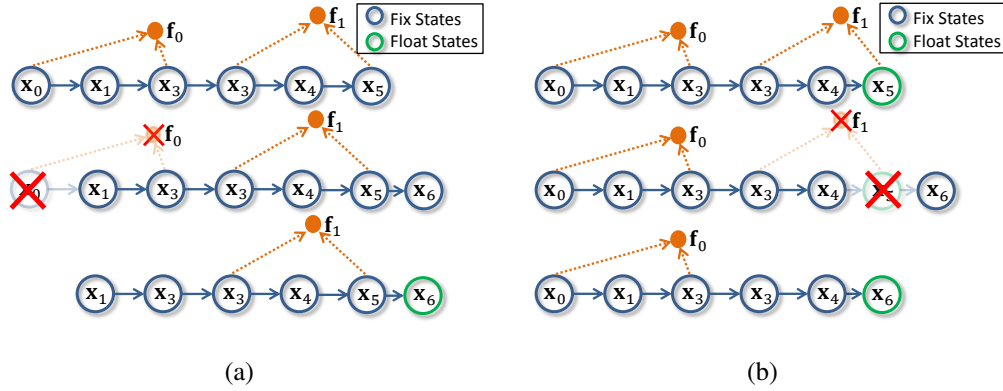 f0 f1 Fix States
Float States
x0 x1 x3 x3 x4 x5
f0 f1
x0 x1 x3 x3 x4 x5 x6
f1
x1 x3 x3 x4 x5 x6
(a)
f0 f1 Fix States
Float States
x0 x1 x3 x3 x4 x5
f0 f1
x0 x1 x3 x3 x4 x5 x6
f0
x0 x1 x3 x3 x4 x6
(b)